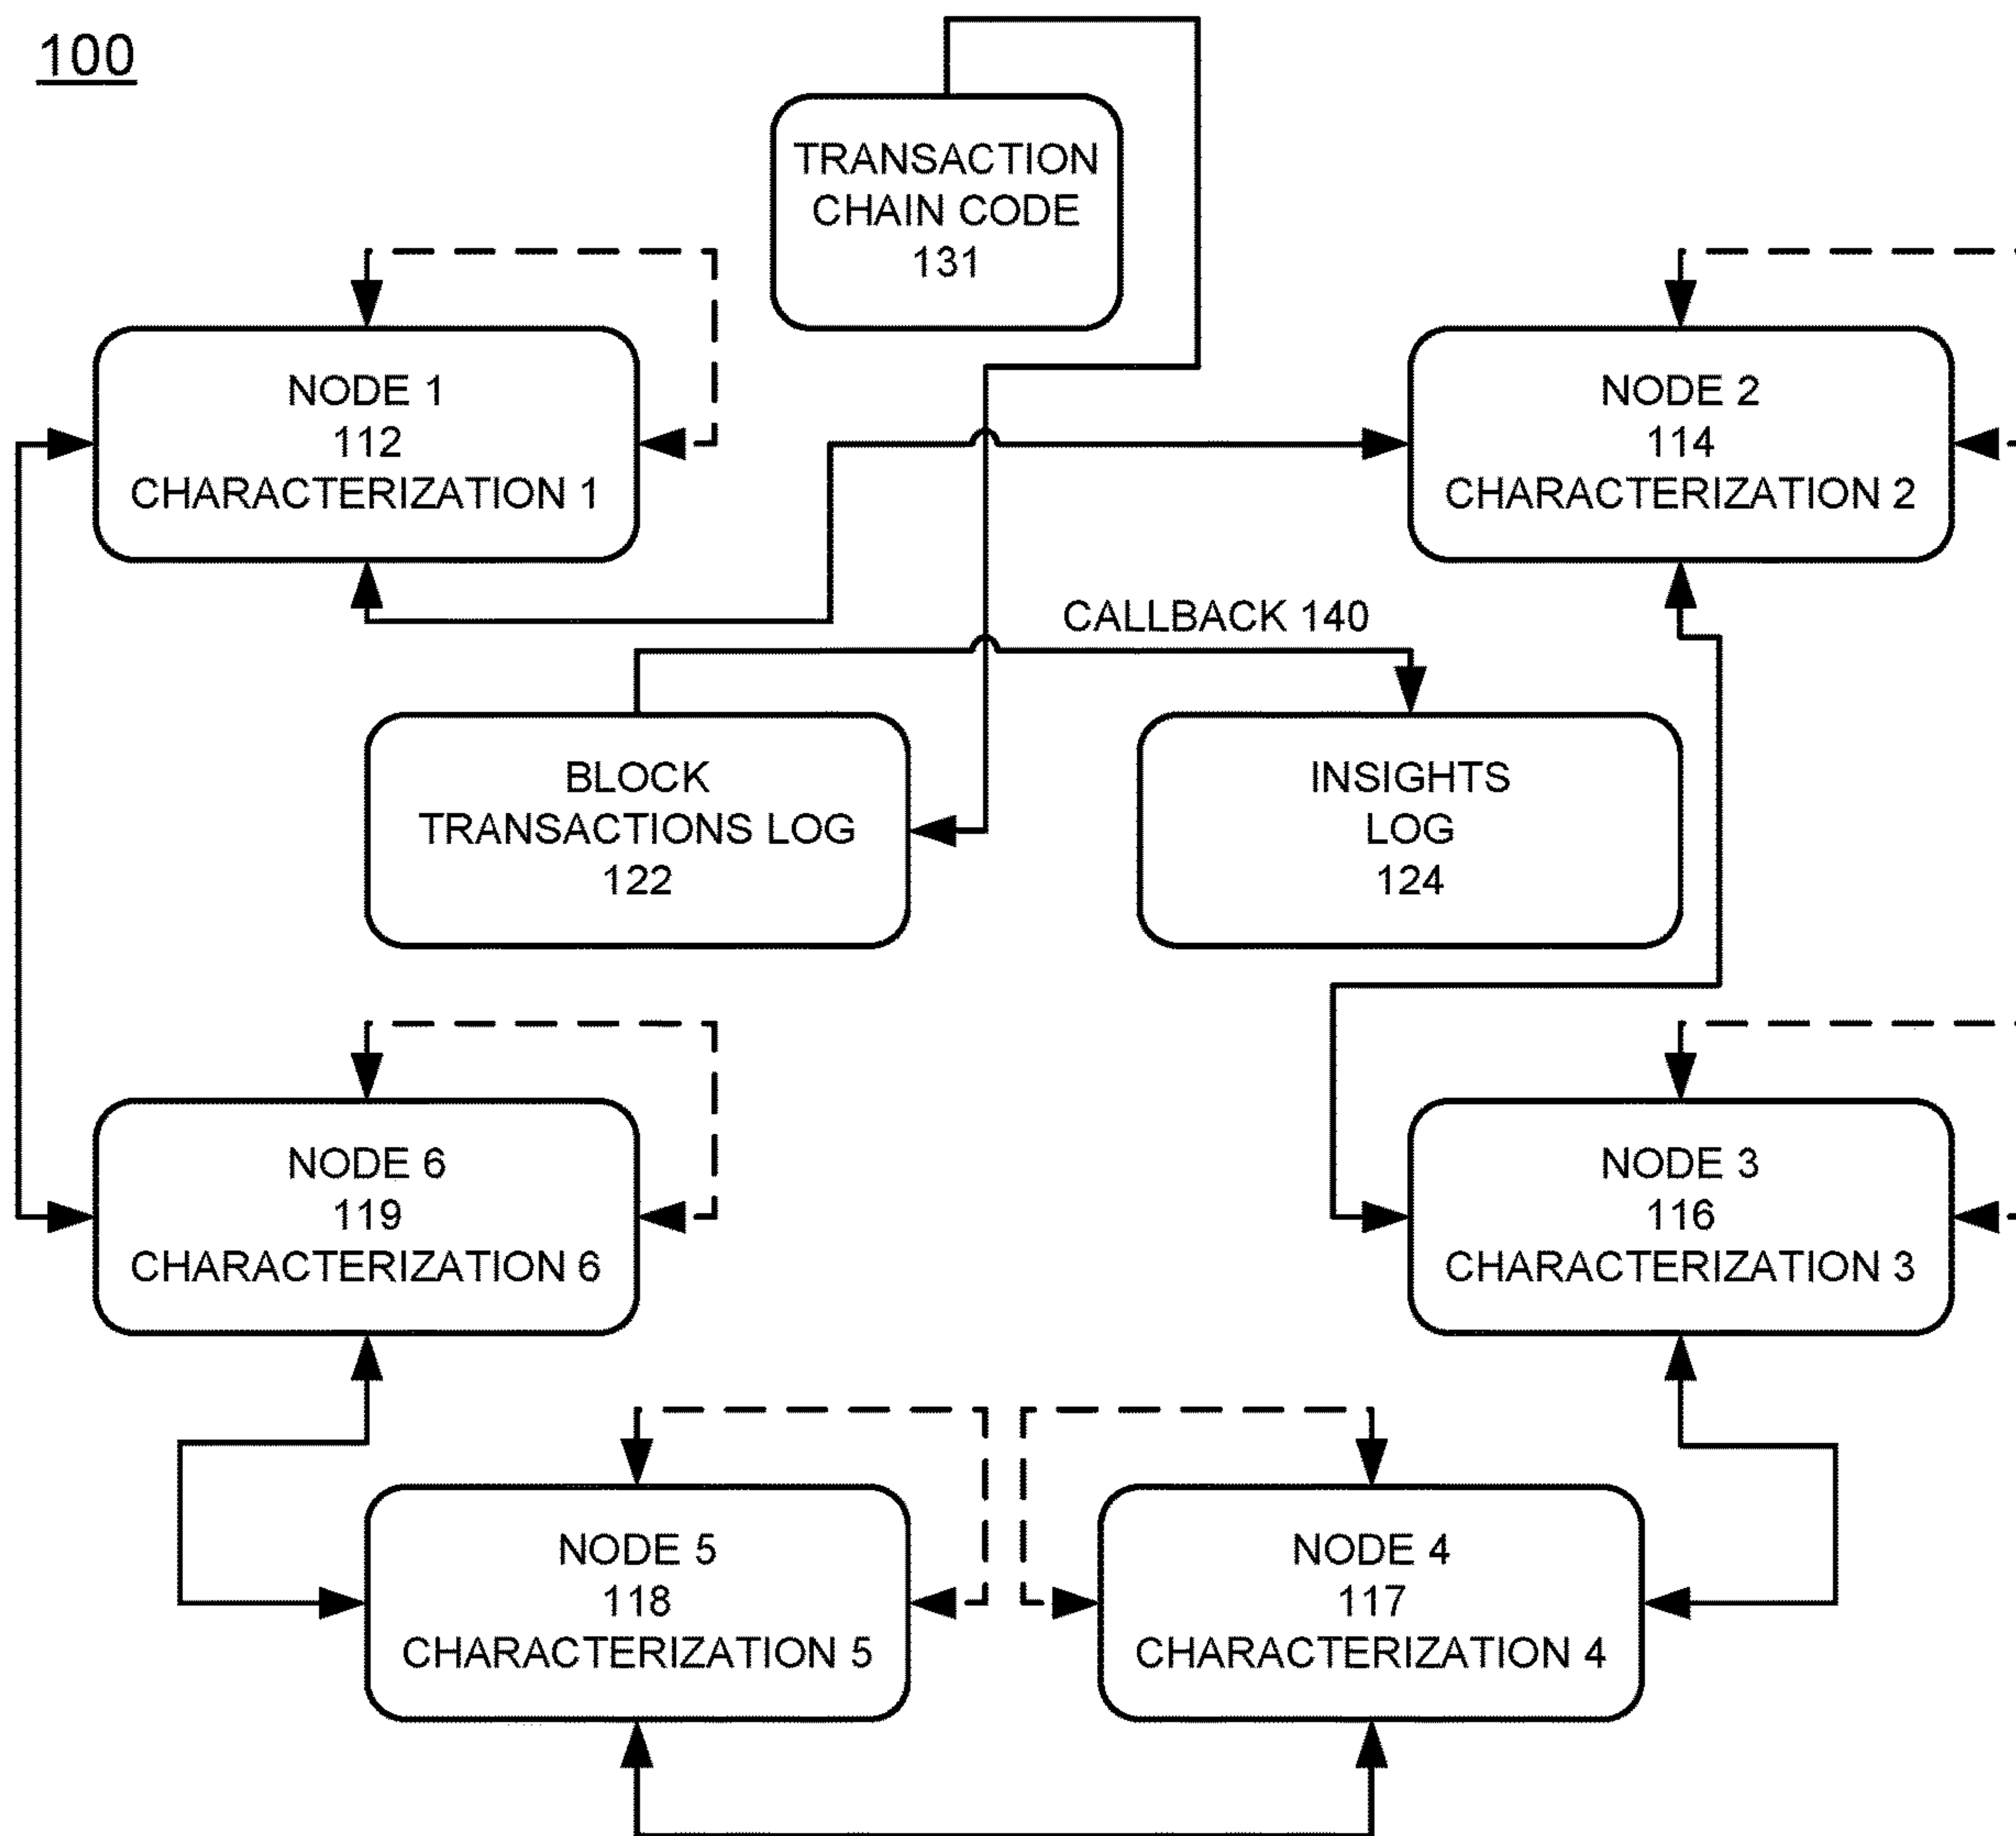 100
TRANSACTION
CHAIN CODE
131
NODE 1
112
CHARACTERIZATION 1
NODE 2
114
CHARACTERIZATION 2
CALLBACK 140
BLOCK
TRANSACTIONS LOG
122
INSIGHTS
LOG
124
NODE 6
119
CHARACTERIZATION 6
NODE 3
116
CHARACTERIZATION 3
NODE 5
118
CHARACTERIZATION 5
NODE 4
117
CHARACTERIZATION 4